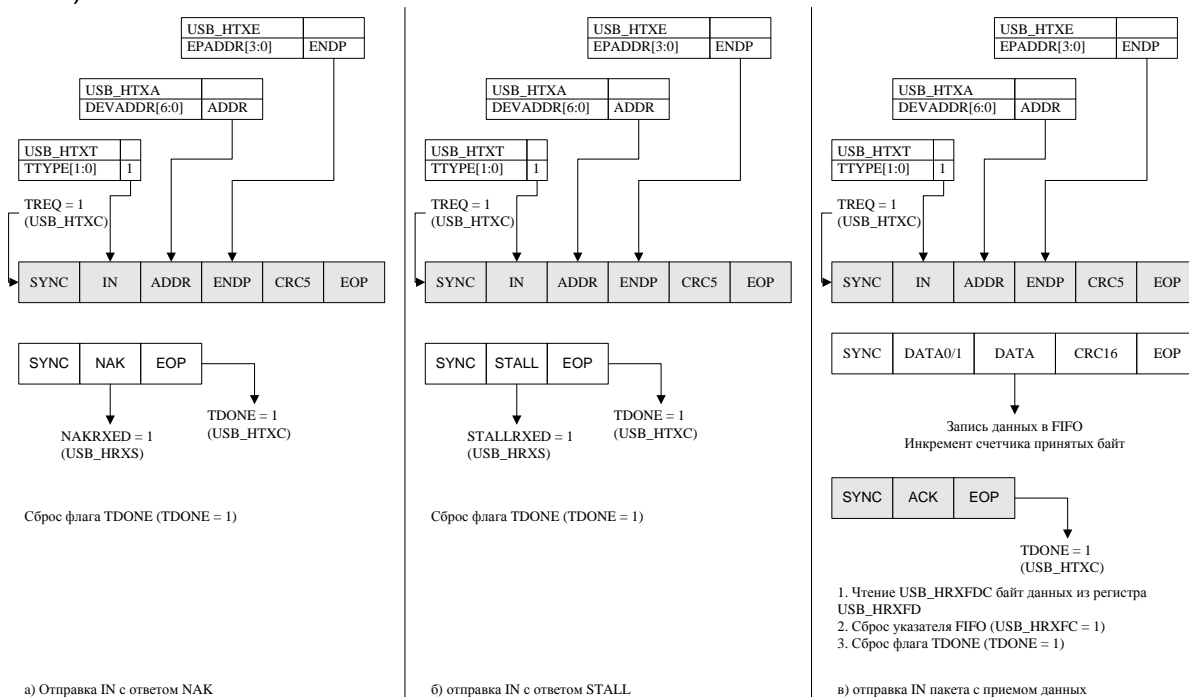 USB_HTXE
EPADDR[3:0] ENDP
USB_HTXA
DEVADDR[6:0] ADDR
USB_HTXT
TTYPE[1:0] 1
TREQ = 1
(USB_HTXC)
SYNC IN ADDR ENDP CRC5 EOP
SYNC NAK EOP
TDONE = 1
(USB_HTXC)
NAKRXED = 1
(USB_HRXS)
Сброс флага TDONE (TDONE = 1)
а) Отправка IN с ответом NAK
USB_HTXE
EPADDR[3:0] ENDP
USB_HTXA
DEVADDR[6:0] ADDR
USB_HTXT
TTYPE[1:0] 1
TREQ = 1
(USB_HTXC)
SYNC IN ADDR ENDP CRC5 EOP
SYNC STALL EOP
TDONE = 1
(USB_HTXC)
STALLRXED = 1
(USB_HRXS)
Сброс флага TDONE (TDONE = 1)
б) отправка IN с ответом STALL
USB_HTXE
EPADDR[3:0] ENDP
USB_HTXA
DEVADDR[6:0] ADDR
USB_HTXT
TTYPE[1:0] 1
TREQ = 1
(USB_HTXC)
SYNC IN ADDR ENDP CRC5 EOP
SYNC DATA0/1 DATA CRC16 EOP
Запись данных в FIFO
Инкремент счетчика принятых байт
SYNC ACK EOP
TDONE = 1
(USB_HTXC)
1. Чтение USB_HRXFDC байт данных из регистра
USB_HRXFD
2. Сброс указателя FIFO (USB_HRXFC = 1)
3. Сброс флага TDONE (TDONE = 1)
в) отправка IN пакета с приемом данных